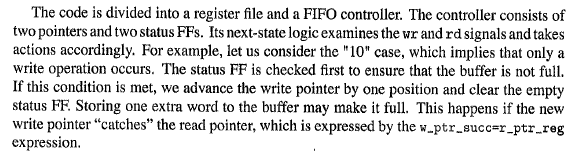 The code is divided into a register file and a FIFO controller. The controller consists of
two pointers and two status FFs. Its next-state logic examines the wr and rd signals and takes
actions accordingly. For example, let us consider the "10" case, which implies that only a
write operation occurs. The status FF is checked first to ensure that the buffer is not full.
If this condition is met, we advance the write pointer by one position and clear the empty
status FF. Storing one extra word to the buffer may make it full. This happens if the new
write pointer “catches” the read pointer, which is expressed by the w_ptr_succ=r_ptr_reg
expression.